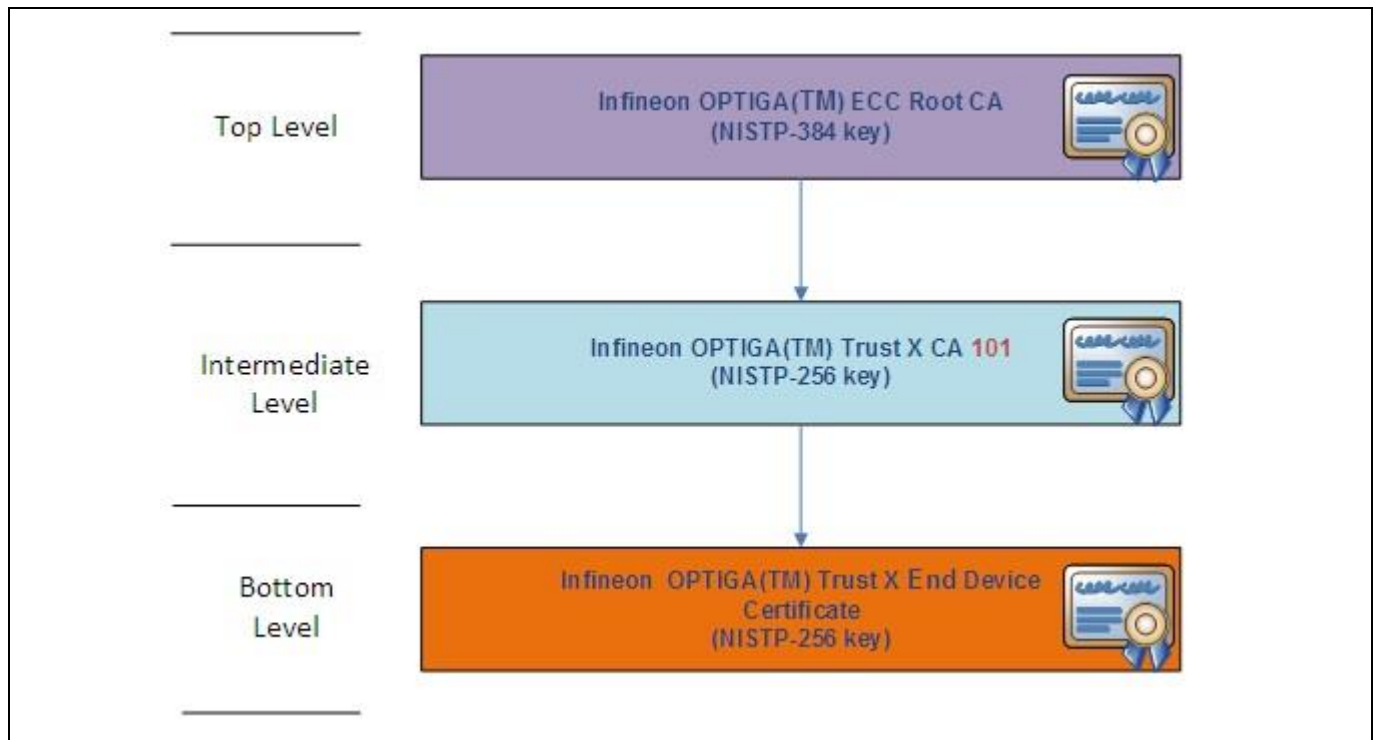 Top Level
Infineon OPTIGA(TM) ECC Root CA
(NISTP-384 key)
Intermediate
Level
Infineon OPTIGA(TM) Trust X CA 101
(NISTP-256 key)
Bottom
Level
Infineon OPTIGA(TM) Trust X End Device
Certificate
(NISTP-256 key)